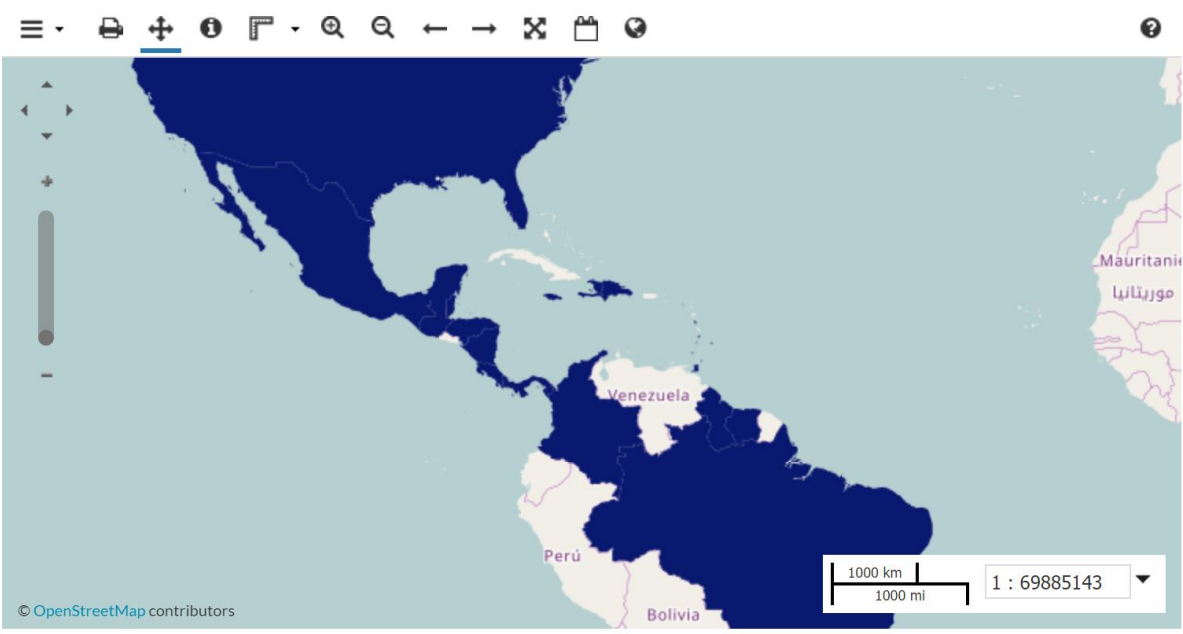 Mauritanie
موريتانيا
Venezuela
Perú
1000 km
1000 mi
1 : 69885143
Bolivia
© OpenStreetMap contributors